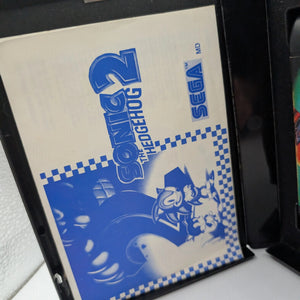 SONIC
THE HEDGEHOG
2
SEGA
MD